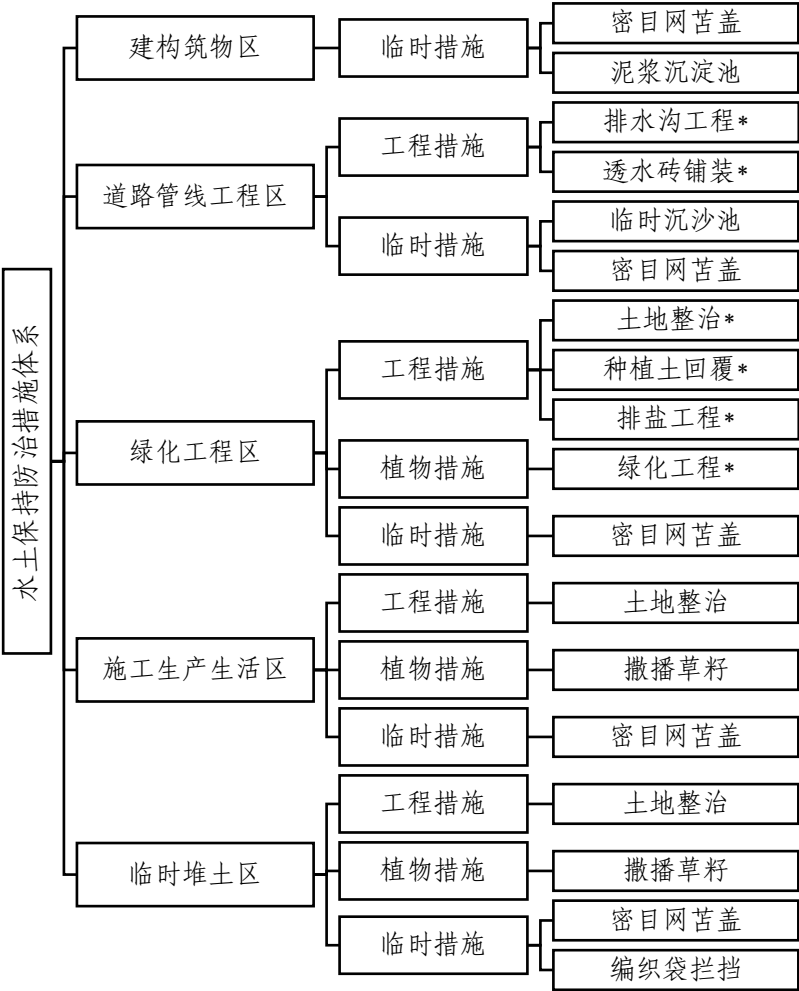 水土保持防治措施体系
建构筑物区
临时措施
密目网苫盖
泥浆沉淀池
道路管线工程区
工程措施
排水沟工程*
透水砖铺装*
临时措施
临时沉沙池
密目网苫盖
绿化工程区
工程措施
土地整治*
种植土回覆*
排盐工程*
植物措施
绿化工程*
临时措施
密目网苫盖
施工生产生活区
工程措施
土地整治
植物措施
撒播草籽
临时措施
密目网苫盖
临时堆土区
工程措施
土地整治
植物措施
撒播草籽
临时措施
密目网苫盖
编织袋拦挡